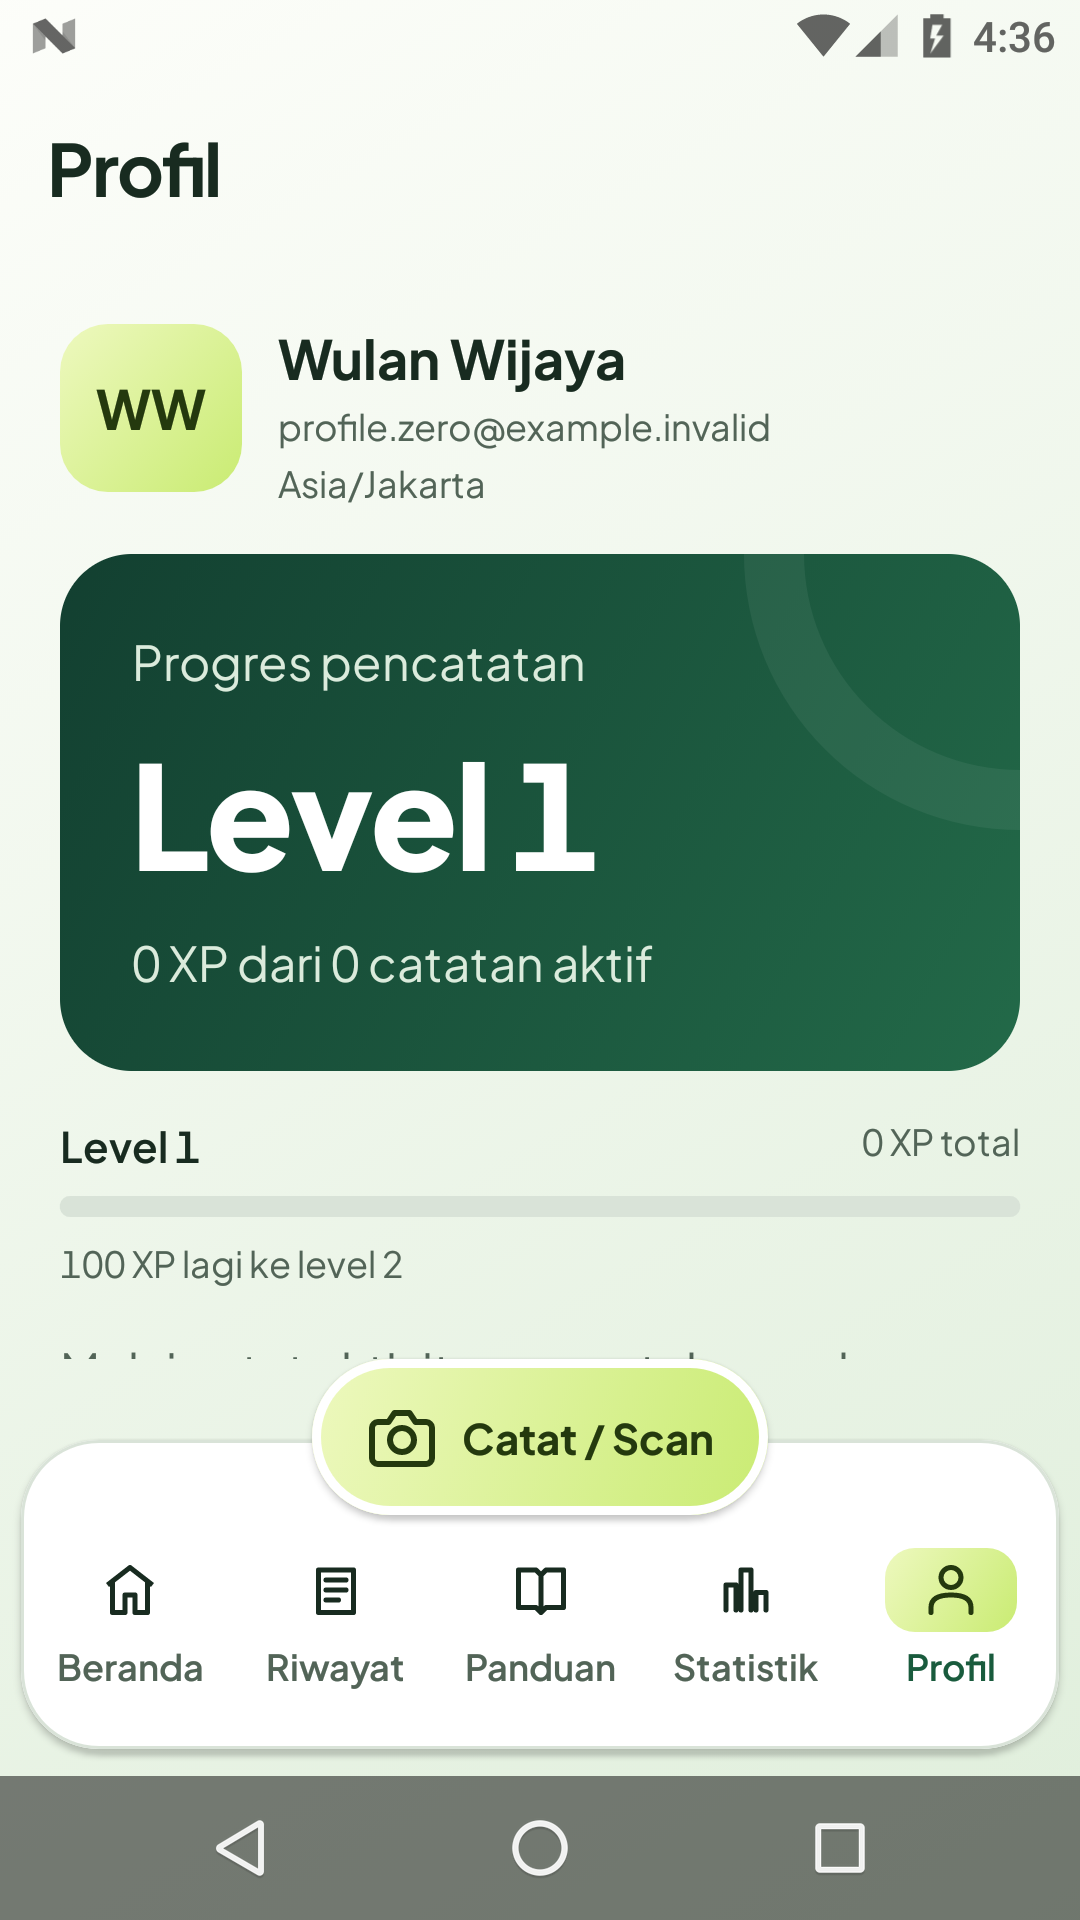 4:36
Profil
WW
Wulan Wijaya
profile.zero@example.invalid
Asia/Jakarta
Progres pencatatan
Level 1
0 XP dari 0 catatan aktif
Level 1
0 XP total
100 XP lagi ke level 2
Catat / Scan
Beranda
Riwayat
Panduan
Statistik
Profil